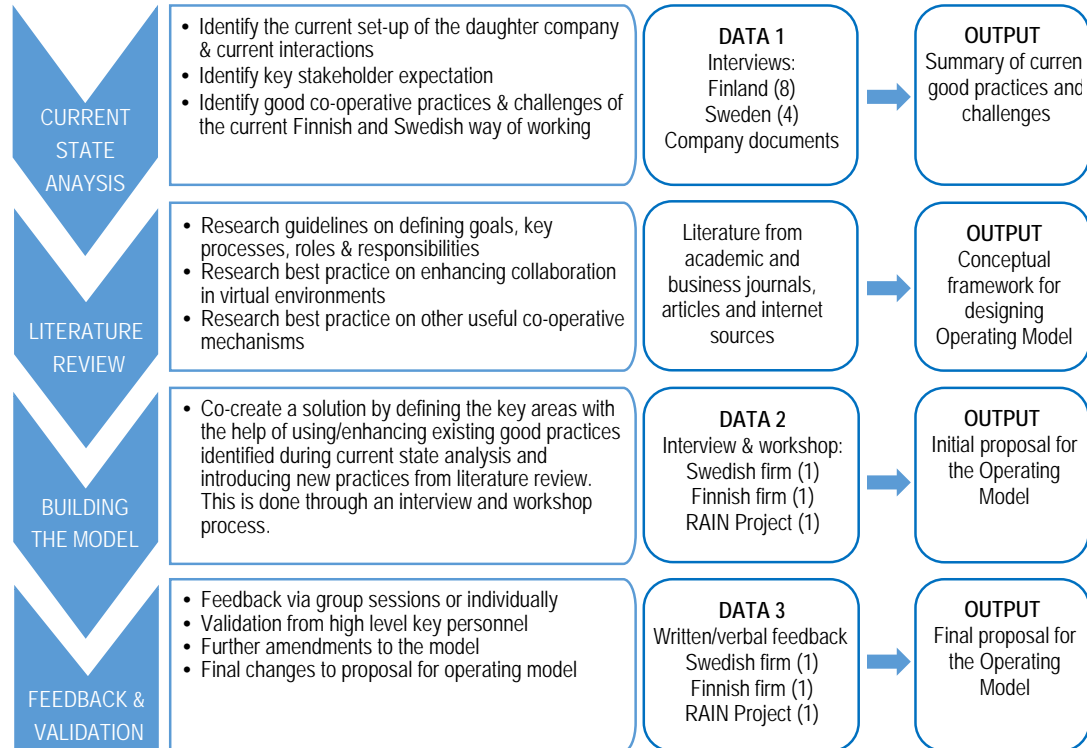 CURRENT
STATE
ANAYSIS
• Identify the current set-up of the daughter company
& current interactions
• Identify key stakeholder expectation
• Identify good co-operative practices & challenges of
the current Finnish and Swedish way of working
DATA 1
Interviews:
Finland (8)
Sweden (4)
Company documents
OUTPUT
Summary of curren
good practices and
challenges
LITERATURE
REVIEW
• Research guidelines on defining goals, key
processes, roles & responsibilities
• Research best practice on enhancing collaboration
in virtual environments
• Research best practice on other useful co-operative
mechanisms
Literature from
academic and
business journals,
articles and internet
sources
OUTPUT
Conceptual
framework for
designing
Operating Model
BUILDING
THE MODEL
• Co-create a solution by defining the key areas with
the help of using/enhancing existing good practices
identified during current state analysis and
introducing new practices from literature review.
This is done through an interview and workshop
process.
DATA 2
Interview & workshop:
Swedish firm (1)
Finnish firm (1)
RAIN Project (1)
OUTPUT
Initial proposal for
the Operating
Model
FEEDBACK &
VALIDATION
• Feedback via group sessions or individually
• Validation from high level key personnel
• Further amendments to the model
• Final changes to proposal for operating model
DATA 3
Written/verbal feedback
Swedish firm (1)
Finnish firm (1)
RAIN Project (1)
OUTPUT
Final proposal for
the Operating
Model